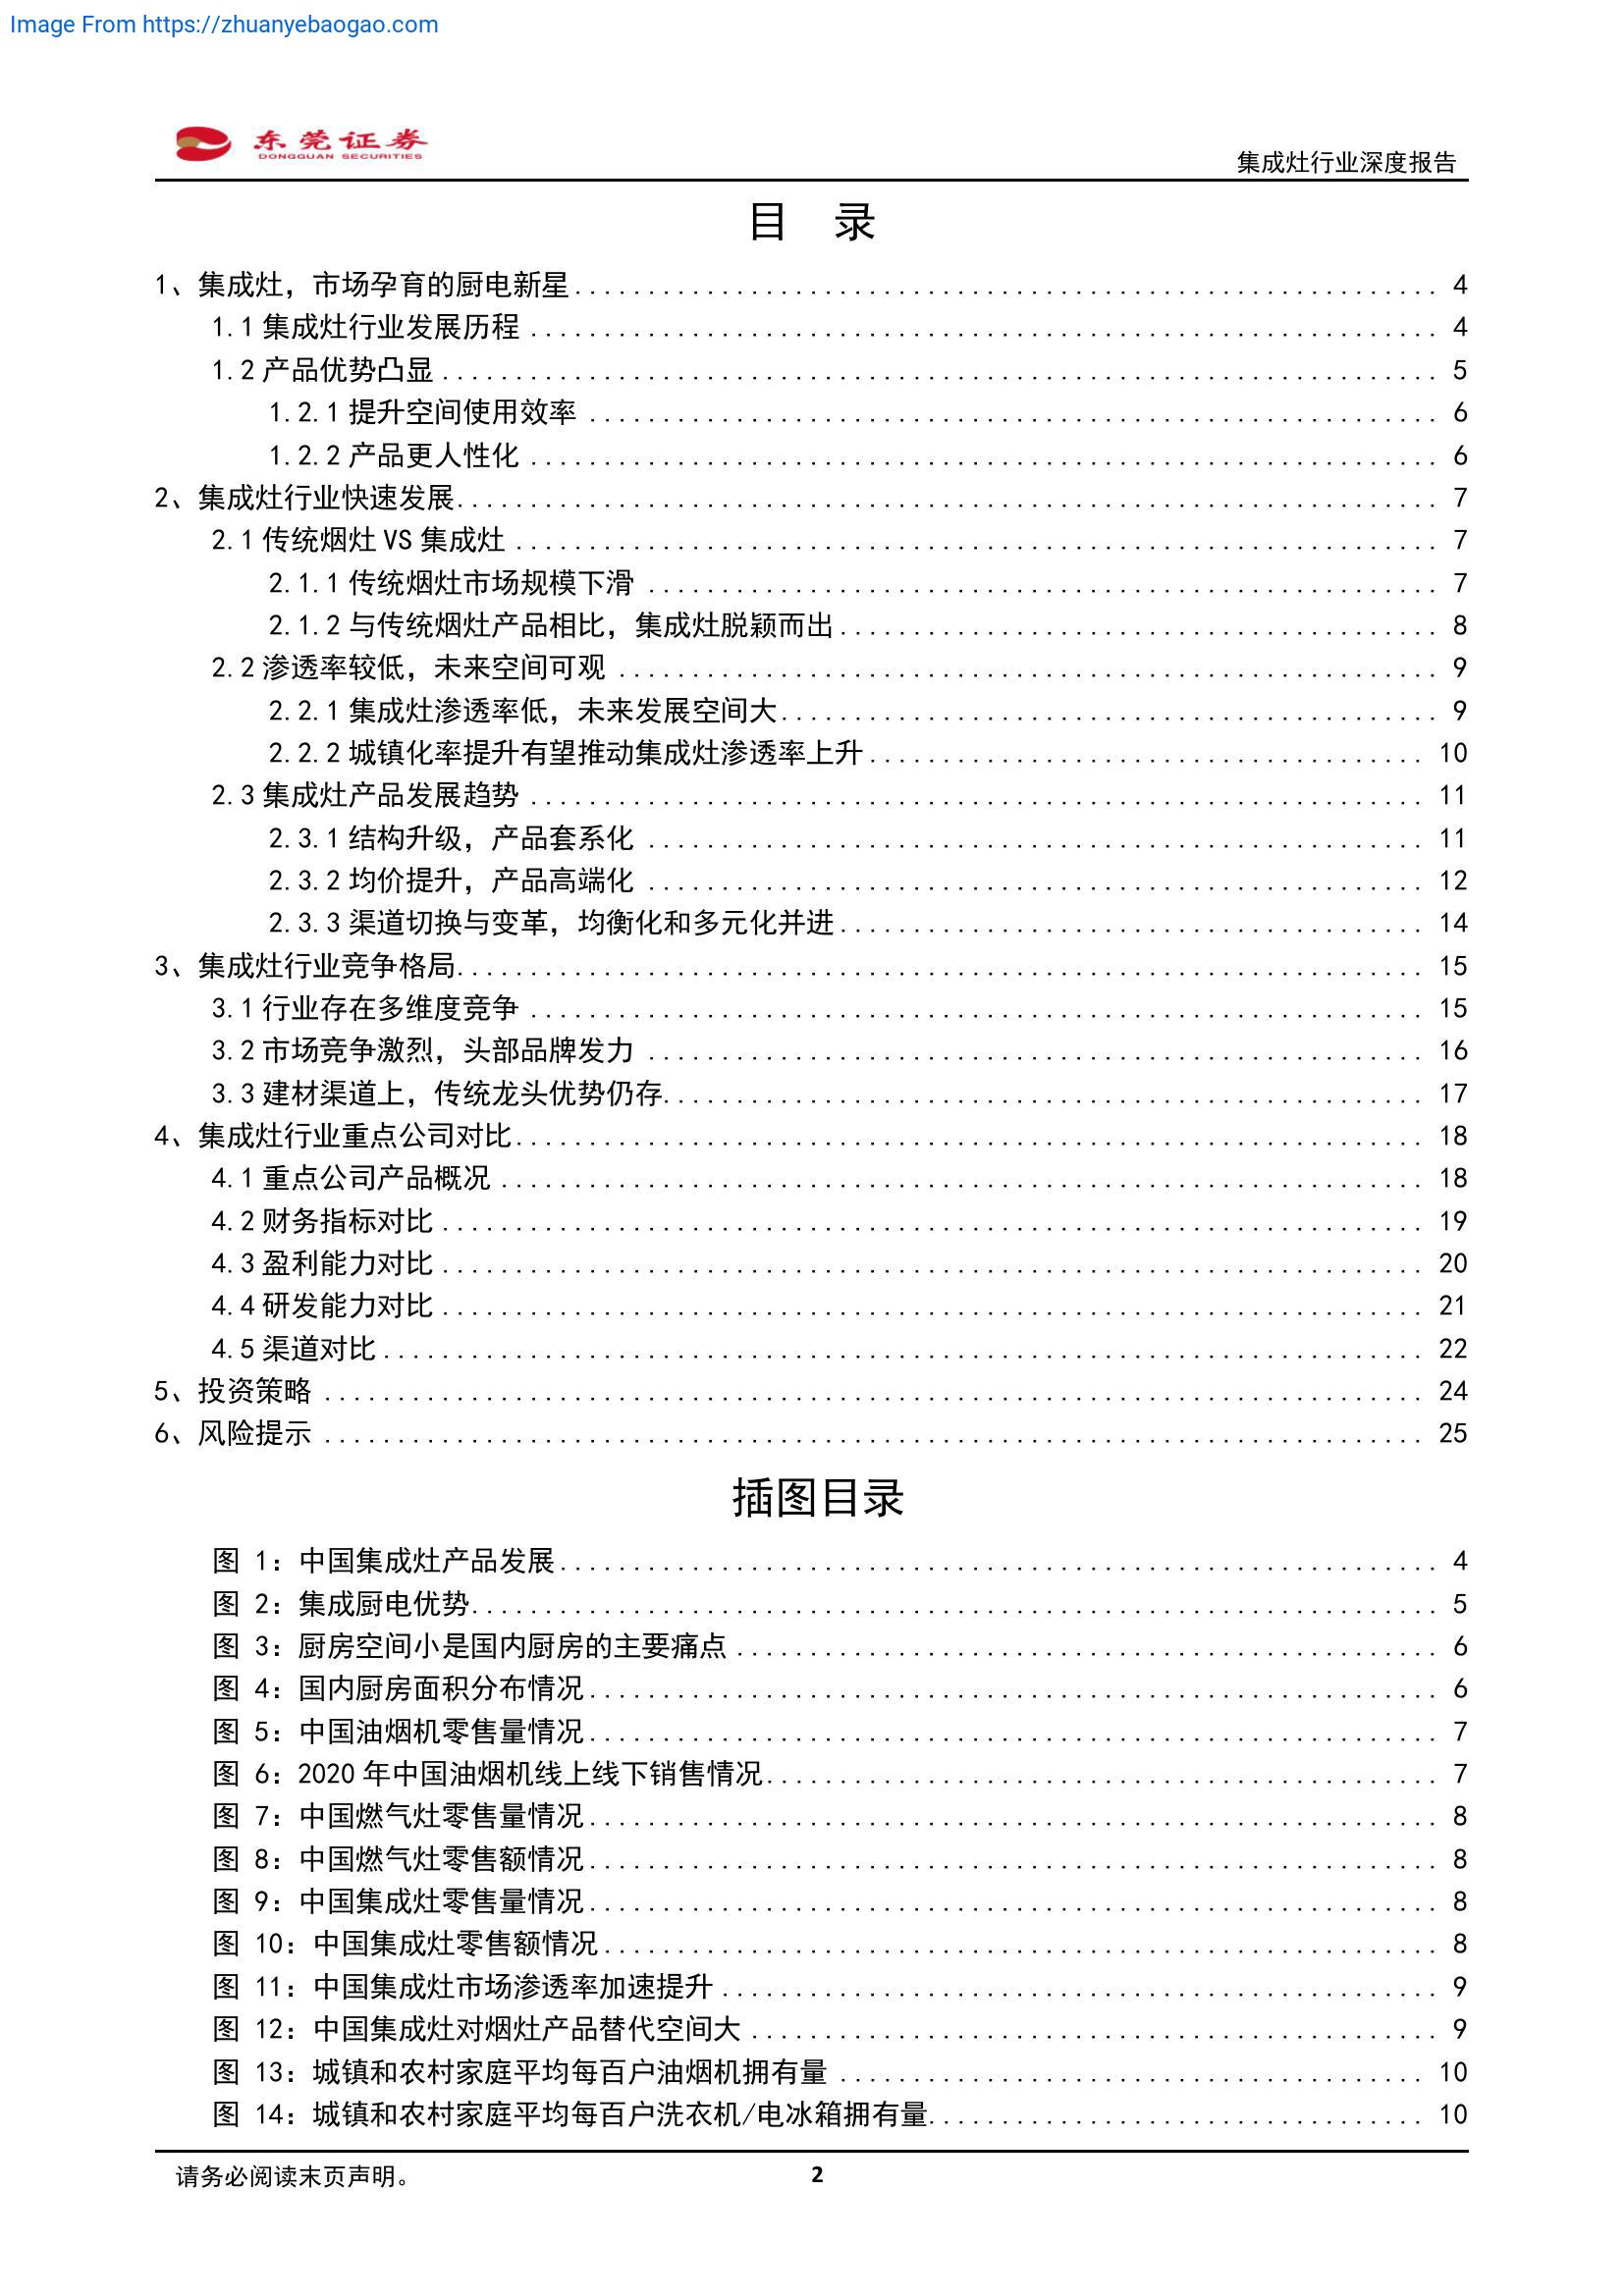 Image From https://zhuanyebaogao.com
东莞证券
DONGGUAN SECURITIES
集成灶行业深度报告
目 录
1、集成灶，市场孕育的厨电新星 4
1.1 集成灶行业发展历程 4
1.2 产品优势凸显 5
1.2.1 提升空间使用效率 6
1.2.2 产品更人性化 6
2、集成灶行业快速发展 7
2.1 传统烟灶 VS 集成灶 7
2.1.1 传统烟灶市场规模下滑 7
2.1.2 与传统烟灶产品相比，集成灶脱颖而出 8
2.2 渗透率较低，未来空间可观 9
2.2.1 集成灶渗透率低，未来发展空间大 9
2.2.2 城镇化率提升有望推动集成灶渗透率上升 10
2.3 集成灶产品发展趋势 11
2.3.1 结构升级，产品套系化 11
2.3.2 均价提升，产品高端化 12
2.3.3 渠道切换与变革，均衡化和多元化并进 14
3、集成灶行业竞争格局 15
3.1 行业存在多维度竞争 15
3.2 市场竞争激烈，头部品牌发力 16
3.3 建材渠道上，传统龙头优势仍存 17
4、集成灶行业重点公司对比 18
4.1 重点公司产品概况 18
4.2 财务指标对比 19
4.3 盈利能力对比 20
4.4 研发能力对比 21
4.5 渠道对比 22
5、投资策略 24
6、风险提示 25
插图目录
图 1：中国集成灶产品发展 4
图 2：集成厨电优势 5
图 3：厨房空间小是国内厨房的主要痛点 6
图 4：国内厨房面积分布情况 6
图 5：中国油烟机零售量情况 7
图 6：2020 年中国油烟机线上线下销售情况 7
图 7：中国燃气灶零售量情况 8
图 8：中国燃气灶零售额情况 8
图 9：中国集成灶零售量情况 8
图 10：中国集成灶零售额情况 8
图 11：中国集成灶市场渗透率加速提升 9
图 12：中国集成灶对烟灶产品替代空间大 9
图 13：城镇和农村家庭平均每百户油烟机拥有量 10
图 14：城镇和农村家庭平均每百户洗衣机/电冰箱拥有量 10
请务必阅读末页声明。
2